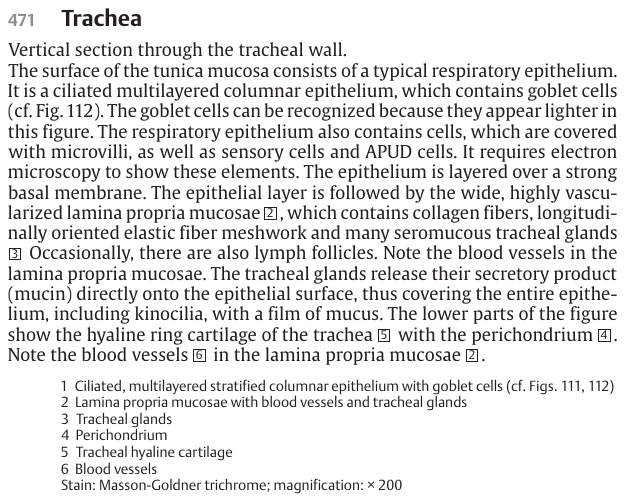 471 Trachea
Vertical section through the tracheal wall.
The surface of the tunica mucosa consists of a typical respiratory epithelium.
It is a ciliated multilayered columnar epithelium, which contains goblet cells
(cf. Fig. 112). The goblet cells can be recognized because they appear lighter in
this figure. The respiratory epithelium also contains cells, which are covered
with microvilli, as well as sensory cells and APUD cells. It requires electron
microscopy to show these elements. The epithelium is layered over a strong
basal membrane. The epithelial layer is followed by the wide, highly vascu-
larized lamina propria mucosae 2, which contains collagen fibers, longitudi-
nally oriented elastic fiber meshwork and many seromucous tracheal glands
3 Occasionally, there are also lymph follicles. Note the blood vessels in the
lamina propria mucosae. The tracheal glands release their secretory product
(mucin) directly onto the epithelial surface, thus covering the entire epithe-
lium, including kinocilia, with a film of mucus. The lower parts of the figure
show the hyaline ring cartilage of the trachea 5 with the perichondrium 4.
Note the blood vessels 6 in the lamina propria mucosae 2.
1 Ciliated, multilayered stratified columnar epithelium with goblet cells (cf. Figs. 111, 112)
2 Lamina propria mucosae with blood vessels and tracheal glands
3 Tracheal glands
4 Perichondrium
5 Tracheal hyaline cartilage
6 Blood vessels
Stain: Masson-Goldner trichrome; magnification: × 200